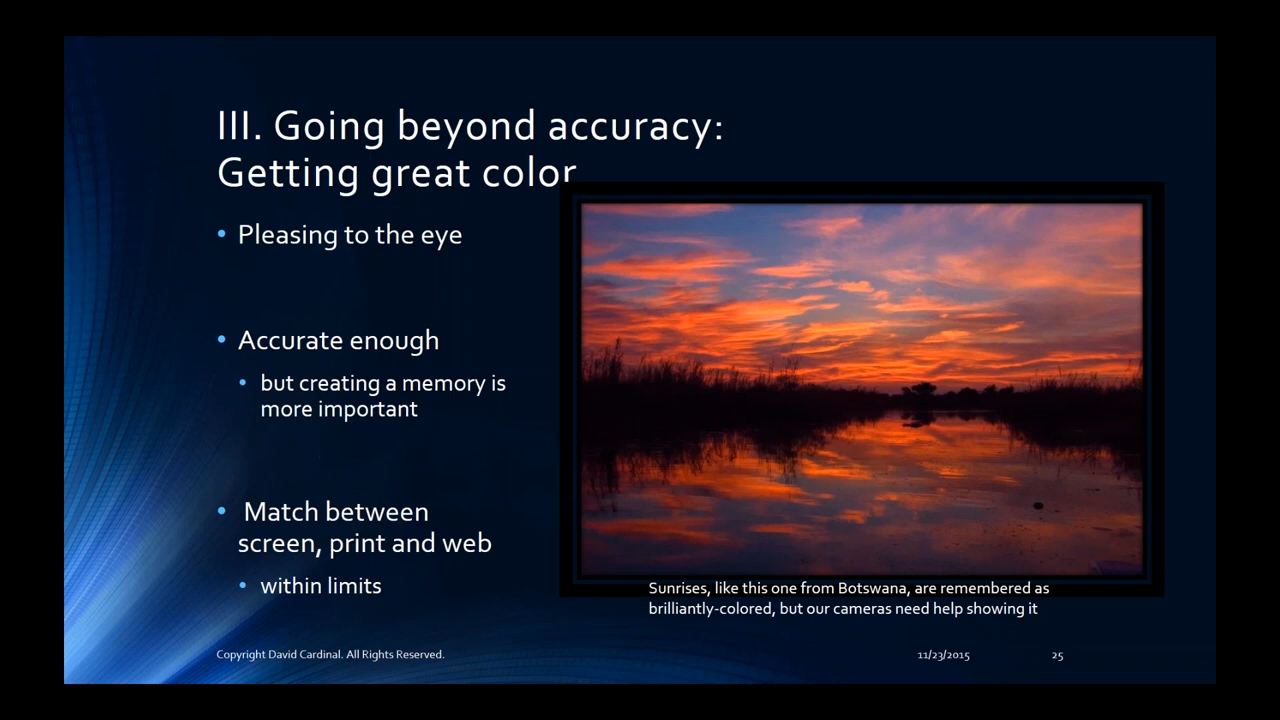 III. Going beyond accuracy:
Getting great color
• Pleasing to the eye
• Accurate enough
• but creating a memory is
more important
• Match between
screen, print and web
• within limits
Sunrises, like this one from Botswana, are remembered as
brilliantly-colored, but our cameras need help showing it
Copyright David Cardinal. All Rights Reserved.
11/23/2015
25